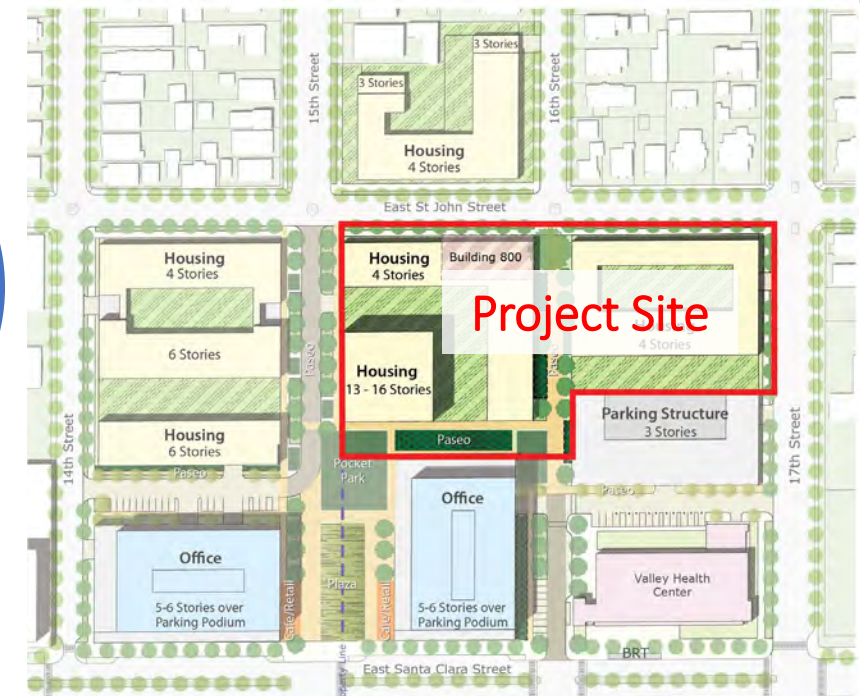 15th Street
3 Stories
3 Stories
16th Street
Housing
4 Stories
East St John Street
Housing
4 Stories
6 Stories
Housing
6 Stories
Paseo
14th Street
Paseo
Housing
4 Stories
Building 800
Housing
13 - 16 Stories
Project Site
4 Stories
Paseo
Parking Structure
3 Stories
17th Street
Pocket
Park
Paseo
Office
5-6 Stories over
Parking Podium
Cafe/Retail
Plaza
Cafe/Retail
Office
5-6 Stories over
Parking Podium
Valley Health
Center
BRT
Property Line
East Santa Clara Street